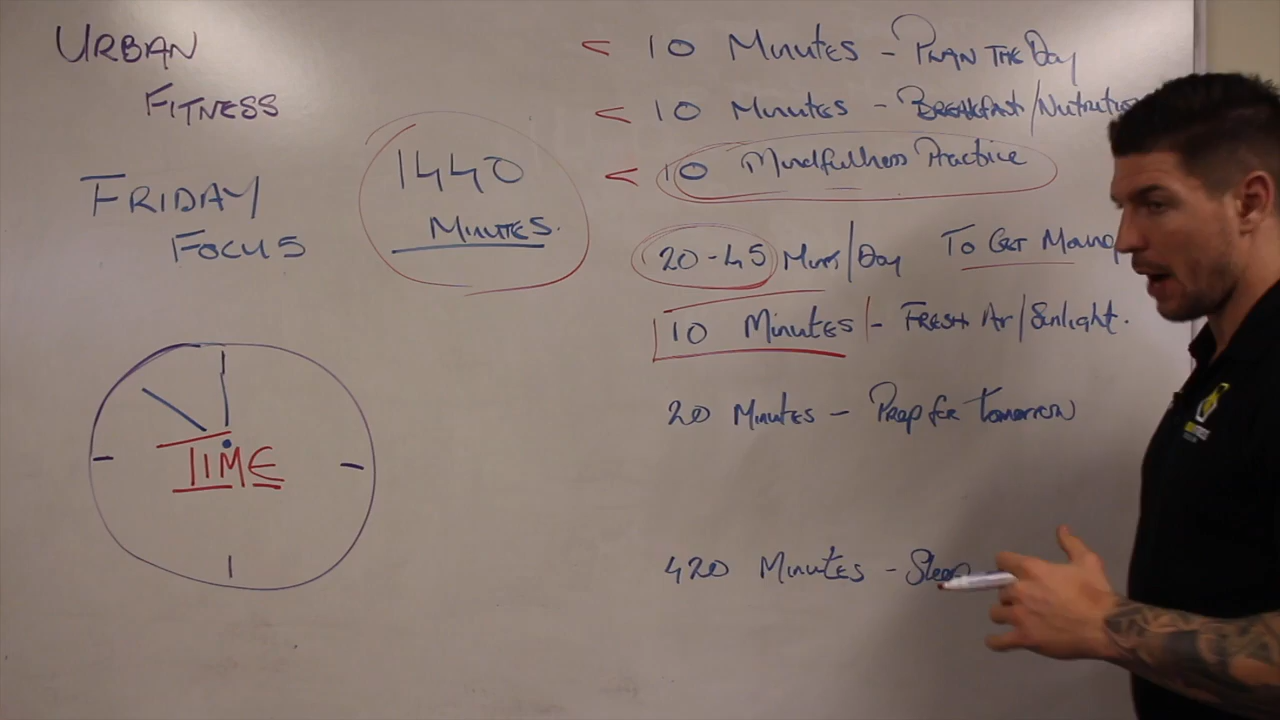 URBAN
FITNESS
FRIDAY
FOCUS
TIME
1440
MINUTES.
< 10 Minutes - PLAN THE Day
< 10 Minutes - BREAKFAST/Nutrition
< 10 Mindfulness Practice
20-45 Mins/Day To Get Moving
10 Minutes - FRESH Air/Sunlight.
20 Minutes - Prep for tomorrow
420 Minutes - Sleep